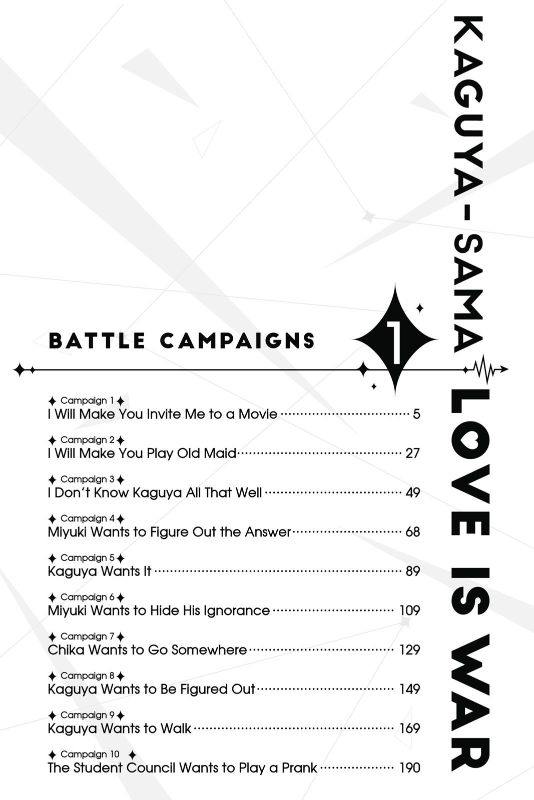 KAGUYA-SAMA LOVE IS WAR
BATTLE CAMPAIGNS
1
Campaign 1
I Will Make You Invite Me to a Movie 5
Campaign 2
I Will Make You Play Old Maid 27
Campaign 3
I Don't Know Kaguya All That Well 49
Campaign 4
Miyuki Wants to Figure Out the Answer 68
Campaign 5
Kaguya Wants It 89
Campaign 6
Miyuki Wants to Hide His Ignorance 109
Campaign 7
Chika Wants to Go Somewhere 129
Campaign 8
Kaguya Wants to Be Figured Out 149
Campaign 9
Kaguya Wants to Walk 169
Campaign 10
The Student Council Wants to Play a Prank 190